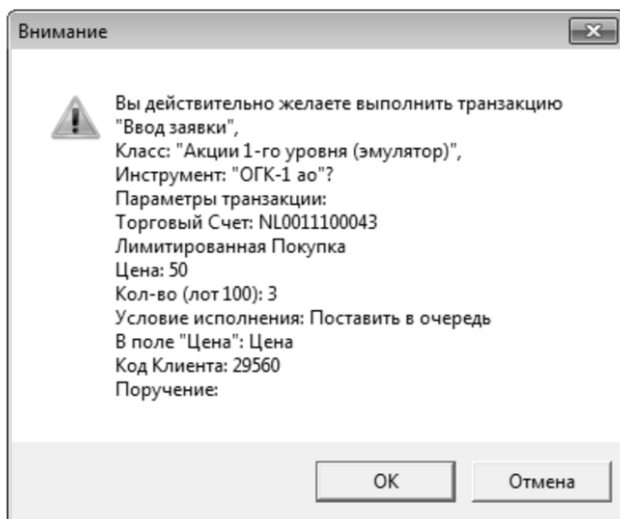 Внимание
Вы действительно желаете выполнить транзакцию
"Ввод заявки",
Класс: "Акции 1-го уровня (эмулятор)",
Инструмент: "ОГК-1 ао"?
Параметры транзакции:
Торговый Счет: NL0011100043
Лимитированная Покупка
Цена: 50
Кол-во (лот 100): 3
Условие исполнения: Поставить в очередь
В поле "Цена": Цена
Код Клиента: 29560
Поручение:
ОК
Отмена